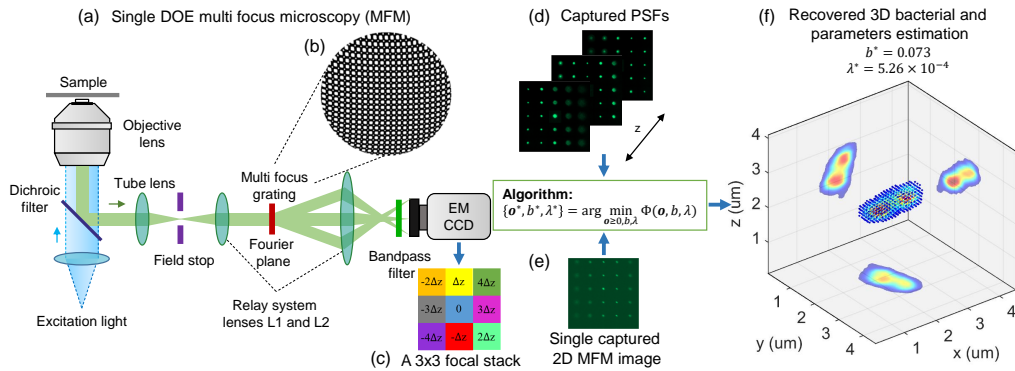 (a) Single DOE multi focus microscopy (MFM)
(b)
Sample
Objective
lens
Dichroic
filter
Tube lens
Multi focus
grating
Field stop
Fourier
plane
Excitation light
Relay system
lenses L1 and L2
EM
CCD
Bandpass
filter
-2Δz Δz 4Δz
-3Δz 0 3Δz
-4Δz -Δz 2Δz
(c) A 3x3 focal stack
(d) Captured PSFs
z
Algorithm:
{𝒐*, b*, λ*} = arg min Φ(𝒐, b, λ)
𝒐≥0,b,λ
(e)
Single captured
2D MFM image
(f) Recovered 3D bacterial and
parameters estimation
b* = 0.073
λ* = 5.26 × 10⁻⁴
z (um)
4
3
2
1
y (um)
1
2
3
4
x (um)
1
2
3
4